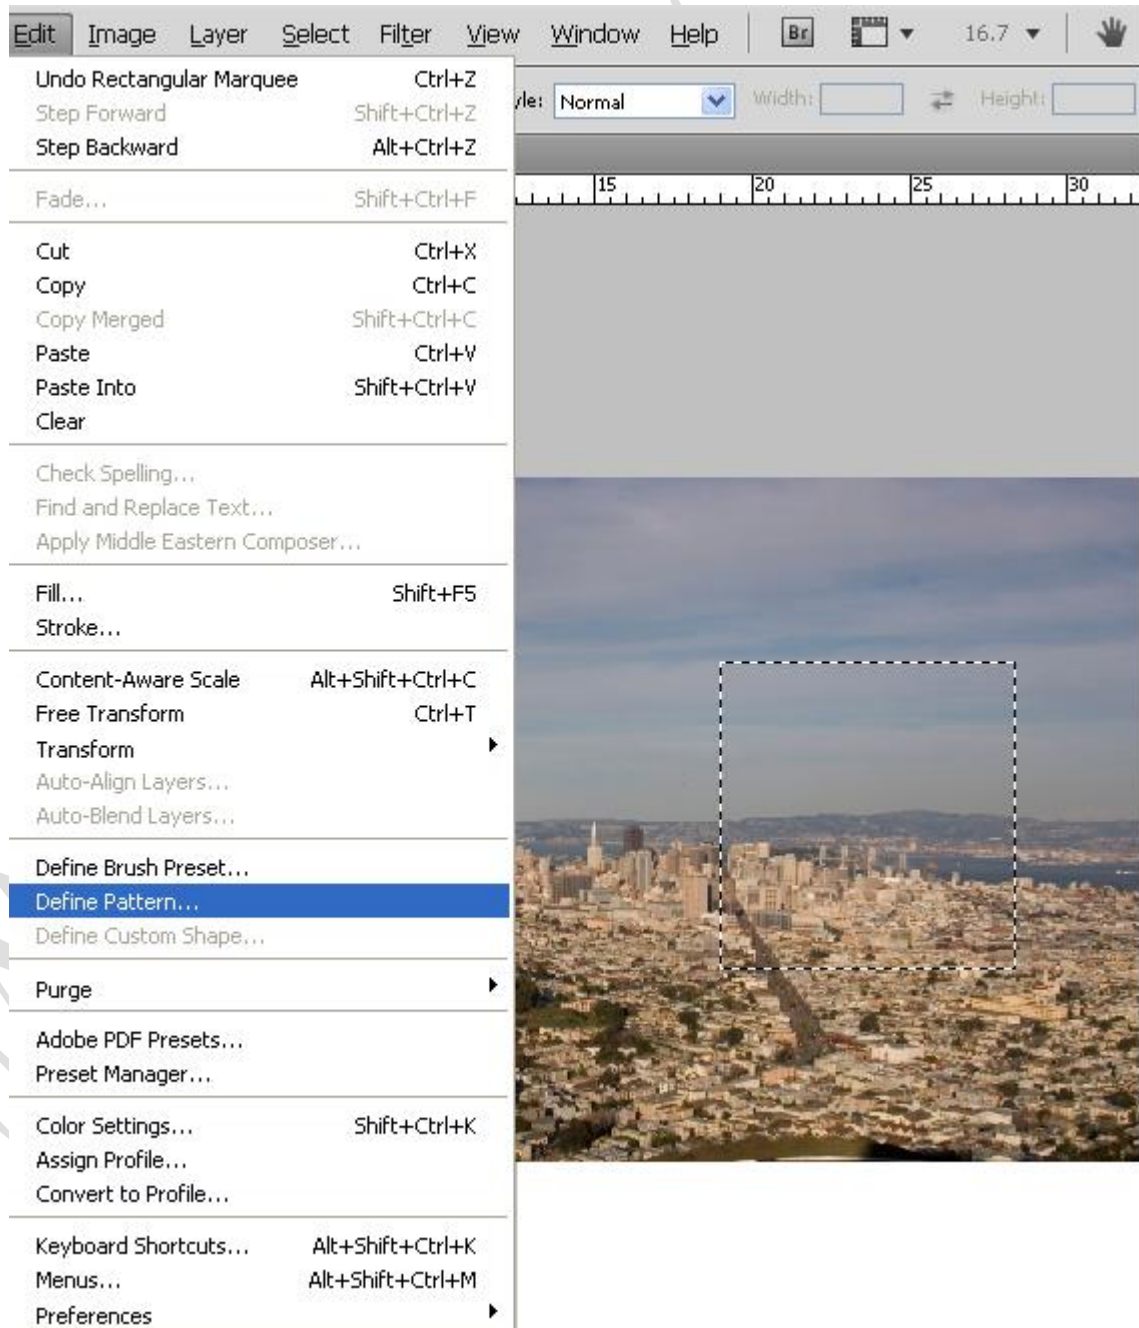 Edit Image Layer Select Filter View Window Help Br 16.7
yle: Normal Width: Height:
15 20 25 30
Undo Rectangular Marquee Ctrl+Z
Step Forward Shift+Ctrl+Z
Step Backward Alt+Ctrl+Z
Fade... Shift+Ctrl+F
Cut Ctrl+X
Copy Ctrl+C
Copy Merged Shift+Ctrl+C
Paste Ctrl+V
Paste Into Shift+Ctrl+V
Clear
Check Spelling...
Find and Replace Text...
Apply Middle Eastern Composer...
Fill... Shift+F5
Stroke...
Content-Aware Scale Alt+Shift+Ctrl+C
Free Transform Ctrl+T
Transform
Auto-Align Layers...
Auto-Blend Layers...
Define Brush Preset...
Define Pattern...
Define Custom Shape...
Purge
Adobe PDF Presets...
Preset Manager...
Color Settings... Shift+Ctrl+K
Assign Profile...
Convert to Profile...
Keyboard Shortcuts... Alt+Shift+Ctrl+K
Menus... Alt+Shift+Ctrl+M
Preferences